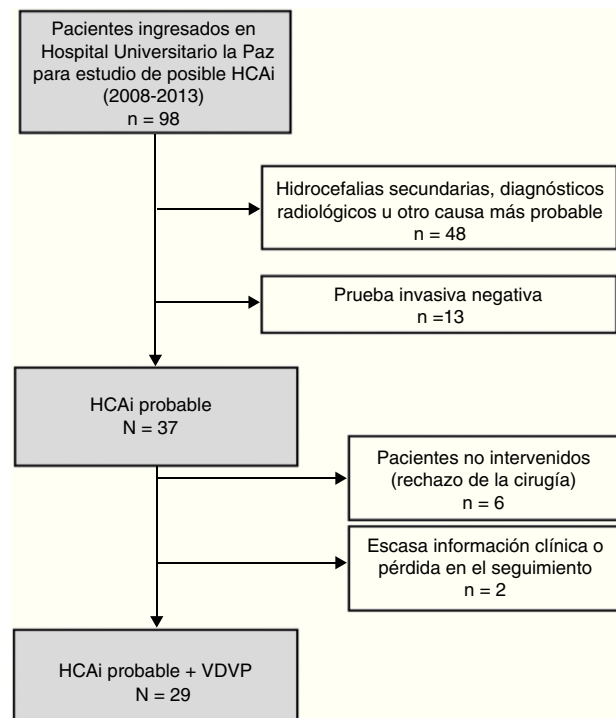 Pacientes ingresados en
Hospital Universitario la Paz
para estudio de posible HCAi
(2008-2013)
n = 98
Hidrocefalias secundarias, diagnósticos
radiológicos u otro causa más probable
n = 48
Prueba invasiva negativa
n =13
HCAi probable
N = 37
Pacientes no intervenidos
(rechazo de la cirugía)
n = 6
Escasa información clínica o
pérdida en el seguimiento
n = 2
HCAi probable + VDVP
N = 29